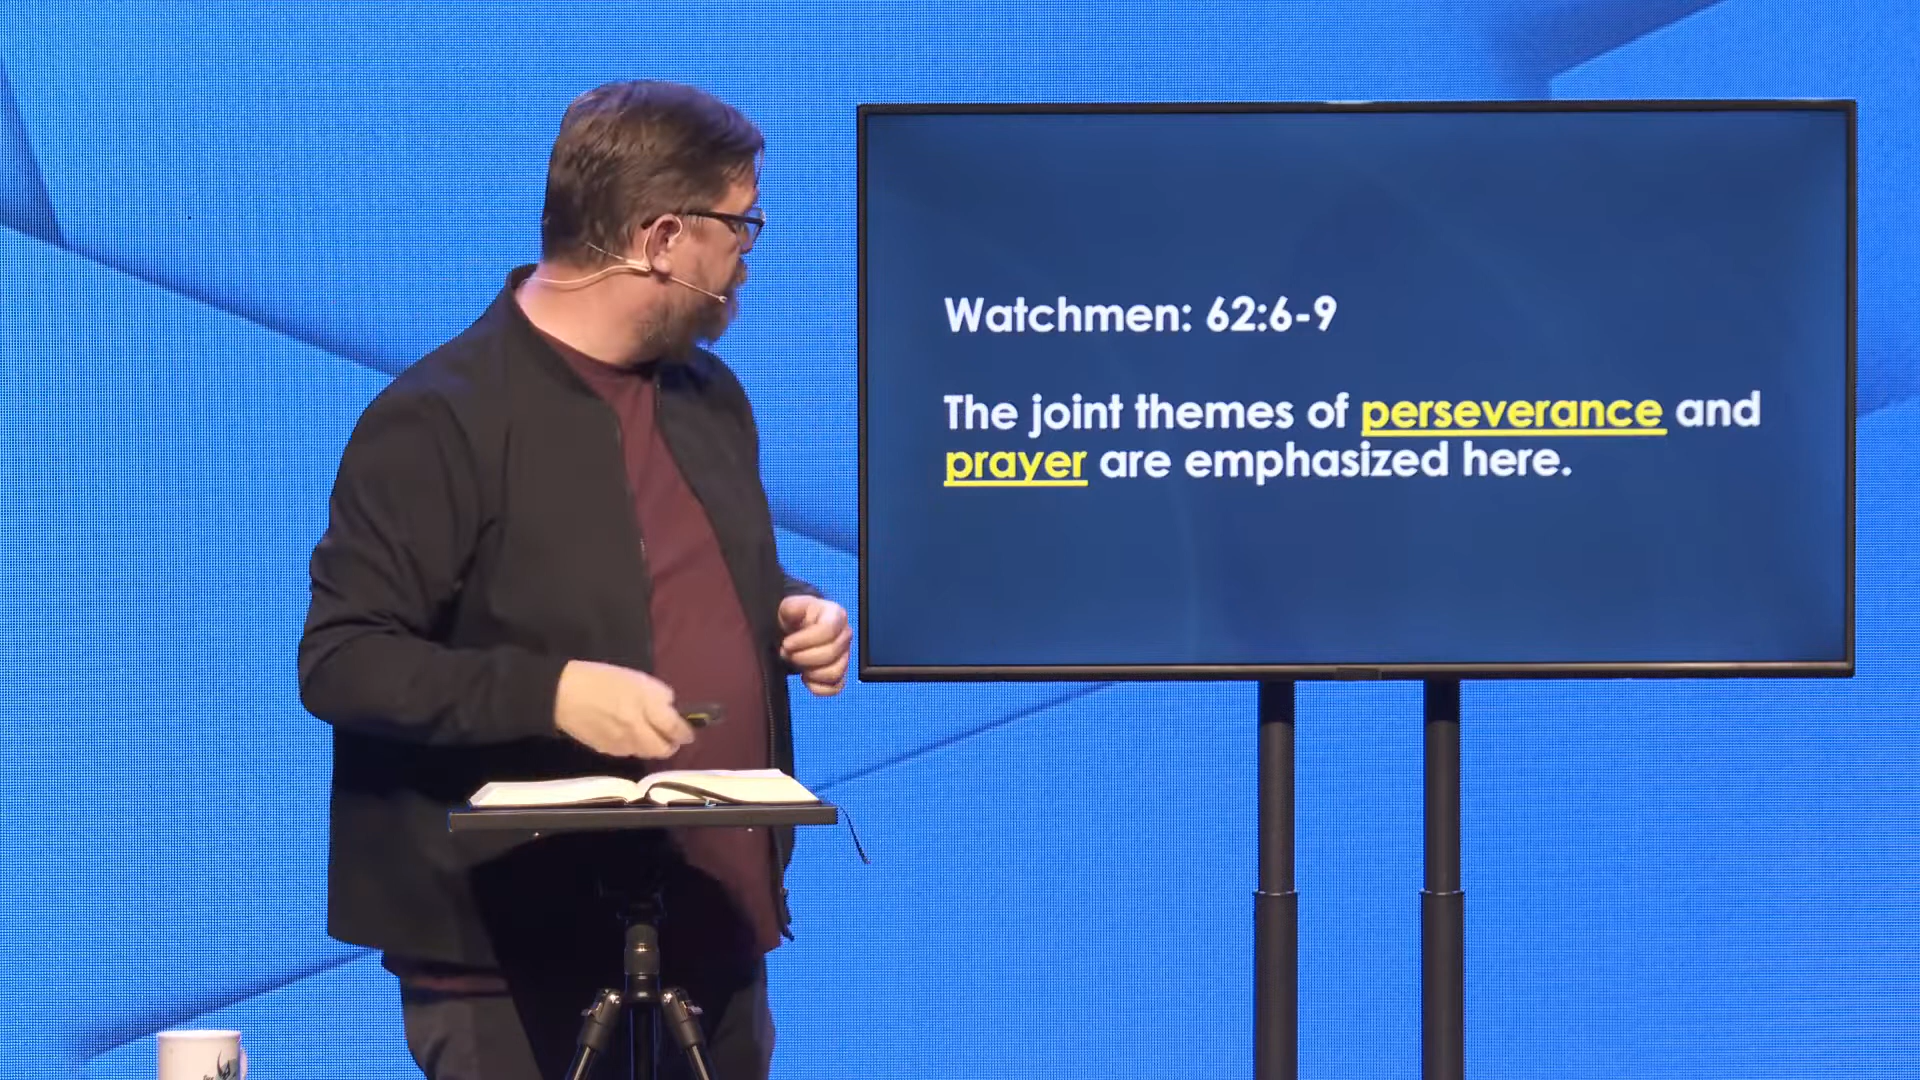 Watchmen: 62:6-9
The joint themes of perseverance and
prayer are emphasized here.